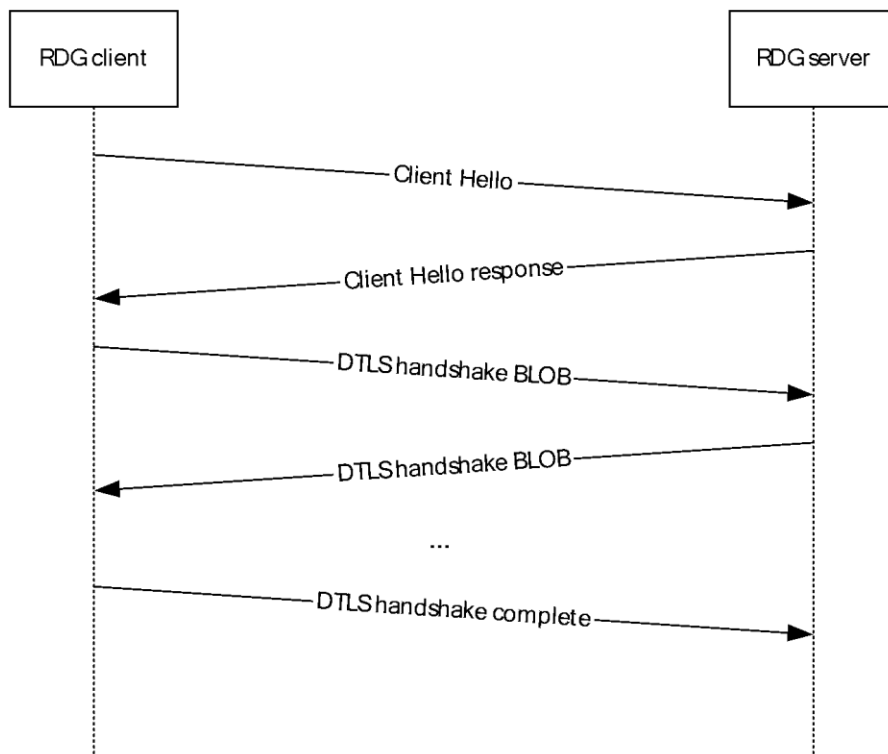 RDG client
RDG server
Client Hello
Client Hello response
DTLS handshake BLOB
DTLS handshake BLOB
...
DTLS handshake complete